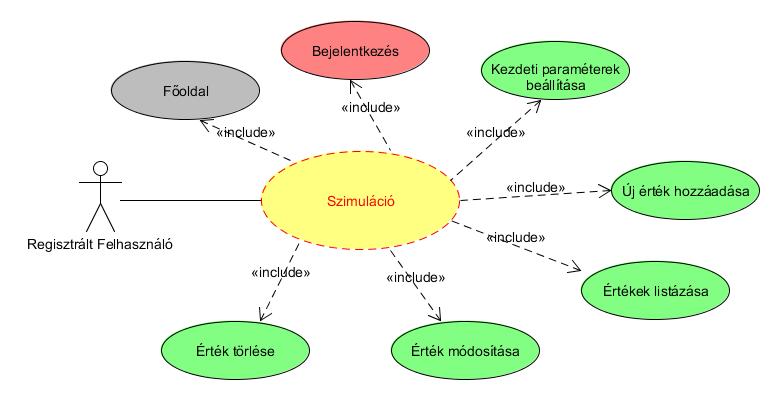 Bejelentkezés
Kezdeti paraméterek
beállítása
Főoldal
«include»
«include»
«include»
«include»
Új érték hozzáadása
Szimuláció
Regisztrált Felhasználó
«include»
«include»
«include»
Értékek listázása
Érték törlése
Érték módosítása